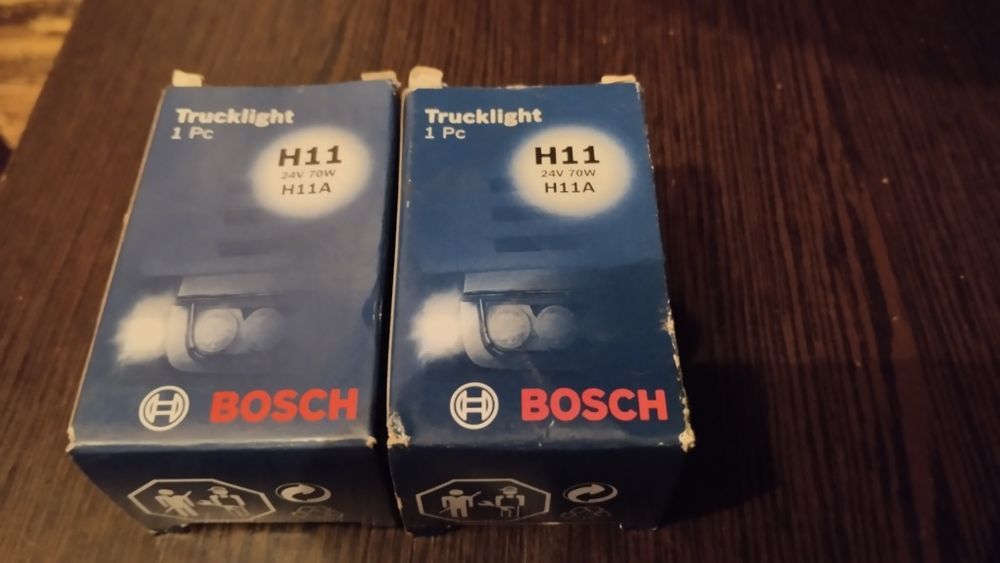 Trucklight
1 Pc
H11
24V 70W
H11A
BOSCH
Trucklight
1 Pc
H11
24V 70W
H11A
BOSCH